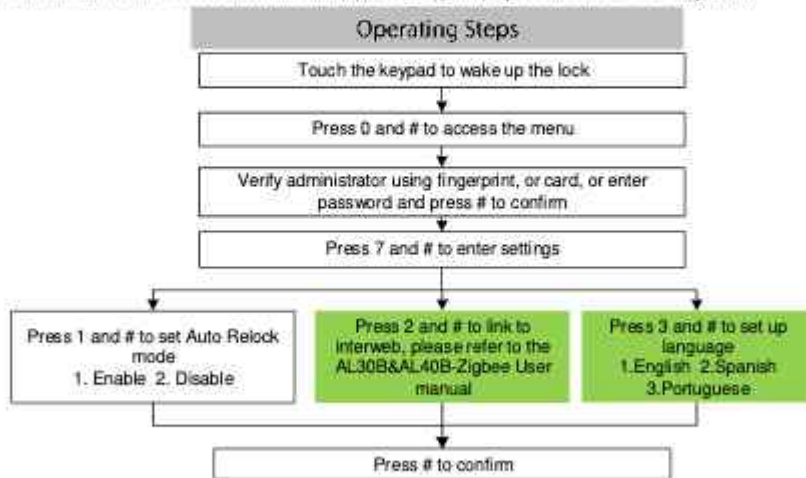 Operating Steps
Touch the keypad to wake up the lock
Press 0 and # to access the menu
Verify administrator using fingerprint, or card, or enter
password and press # to confirm
Press 7 and # to enter settings
Press 1 and # to set Auto Relock
mode
1. Enable 2. Disable
Press 2 and # to link to
interweb, please refer to the
AL30B&AL40B-Zigbee User
manual
Press 3 and # to set up
language
1.English 2.Spanish
3.Portuguese
Press # to confirm